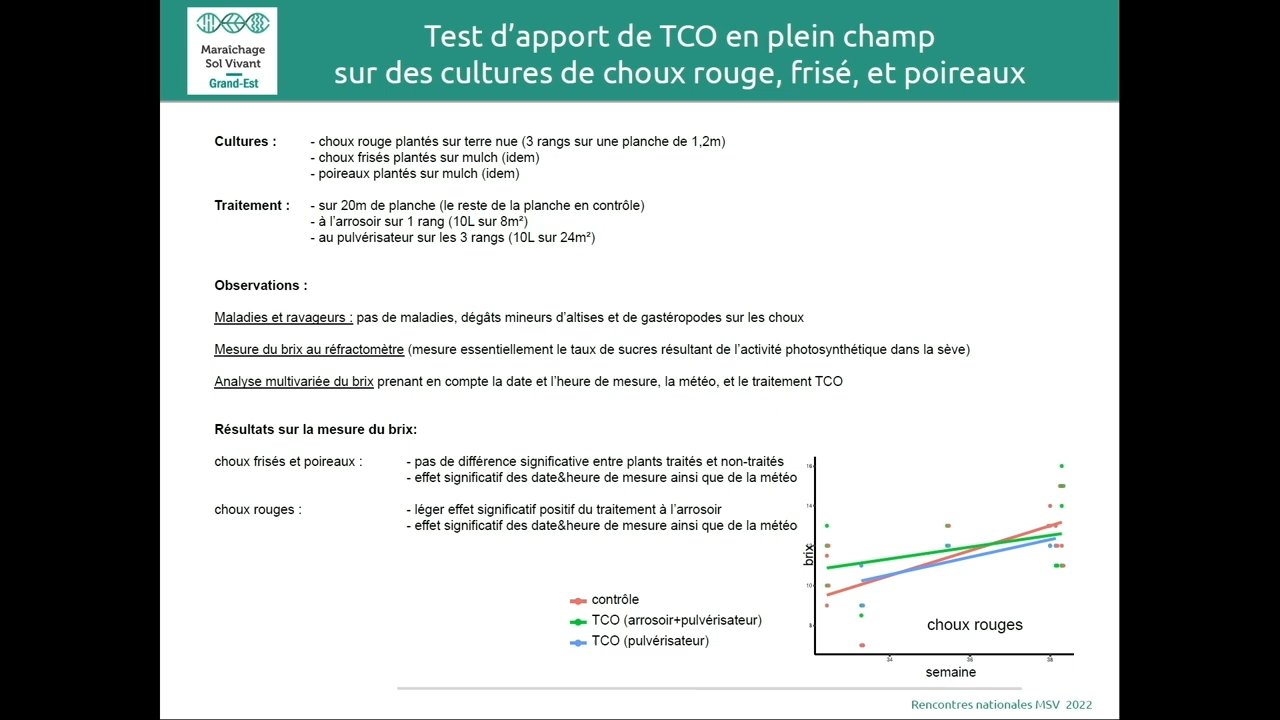 Maraîchage
Sol Vivant
Grand-Est
Test d'apport de TCO en plein champ
sur des cultures de choux rouge, frisé, et poireaux
Cultures : - choux rouge plantés sur terre nue (3 rangs sur une planche de 1,2m)
- choux frisés plantés sur mulch (idem)
- poireaux plantés sur mulch (idem)
Traitement : - sur 20m de planche (le reste de la planche en contrôle)
- à l'arrosoir sur 1 rang (10L sur 8m²)
- au pulvérisateur sur les 3 rangs (10L sur 24m²)
Observations :
Maladies et ravageurs : pas de maladies, dégâts mineurs d'altises et de gastéropodes sur les choux
Mesure du brix au réfractomètre (mesure essentiellement le taux de sucres résultant de l'activité photosynthétique dans la sève)
Analyse multivariée du brix prenant en compte la date et l'heure de mesure, la météo, et le traitement TCO
Résultats sur la mesure du brix:
choux frisés et poireaux : - pas de différence significative entre plants traités et non-traités
- effet significatif des date&heure de mesure ainsi que de la météo
choux rouges : - léger effet significatif positif du traitement à l'arrosoir
- effet significatif des date&heure de mesure ainsi que de la météo
contrôle
TCO (arrosoir+pulvérisateur)
TCO (pulvérisateur)
16
14
12
10
8
brix
choux rouges
34 36 38
semaine
Rencontres nationales MSV 2022